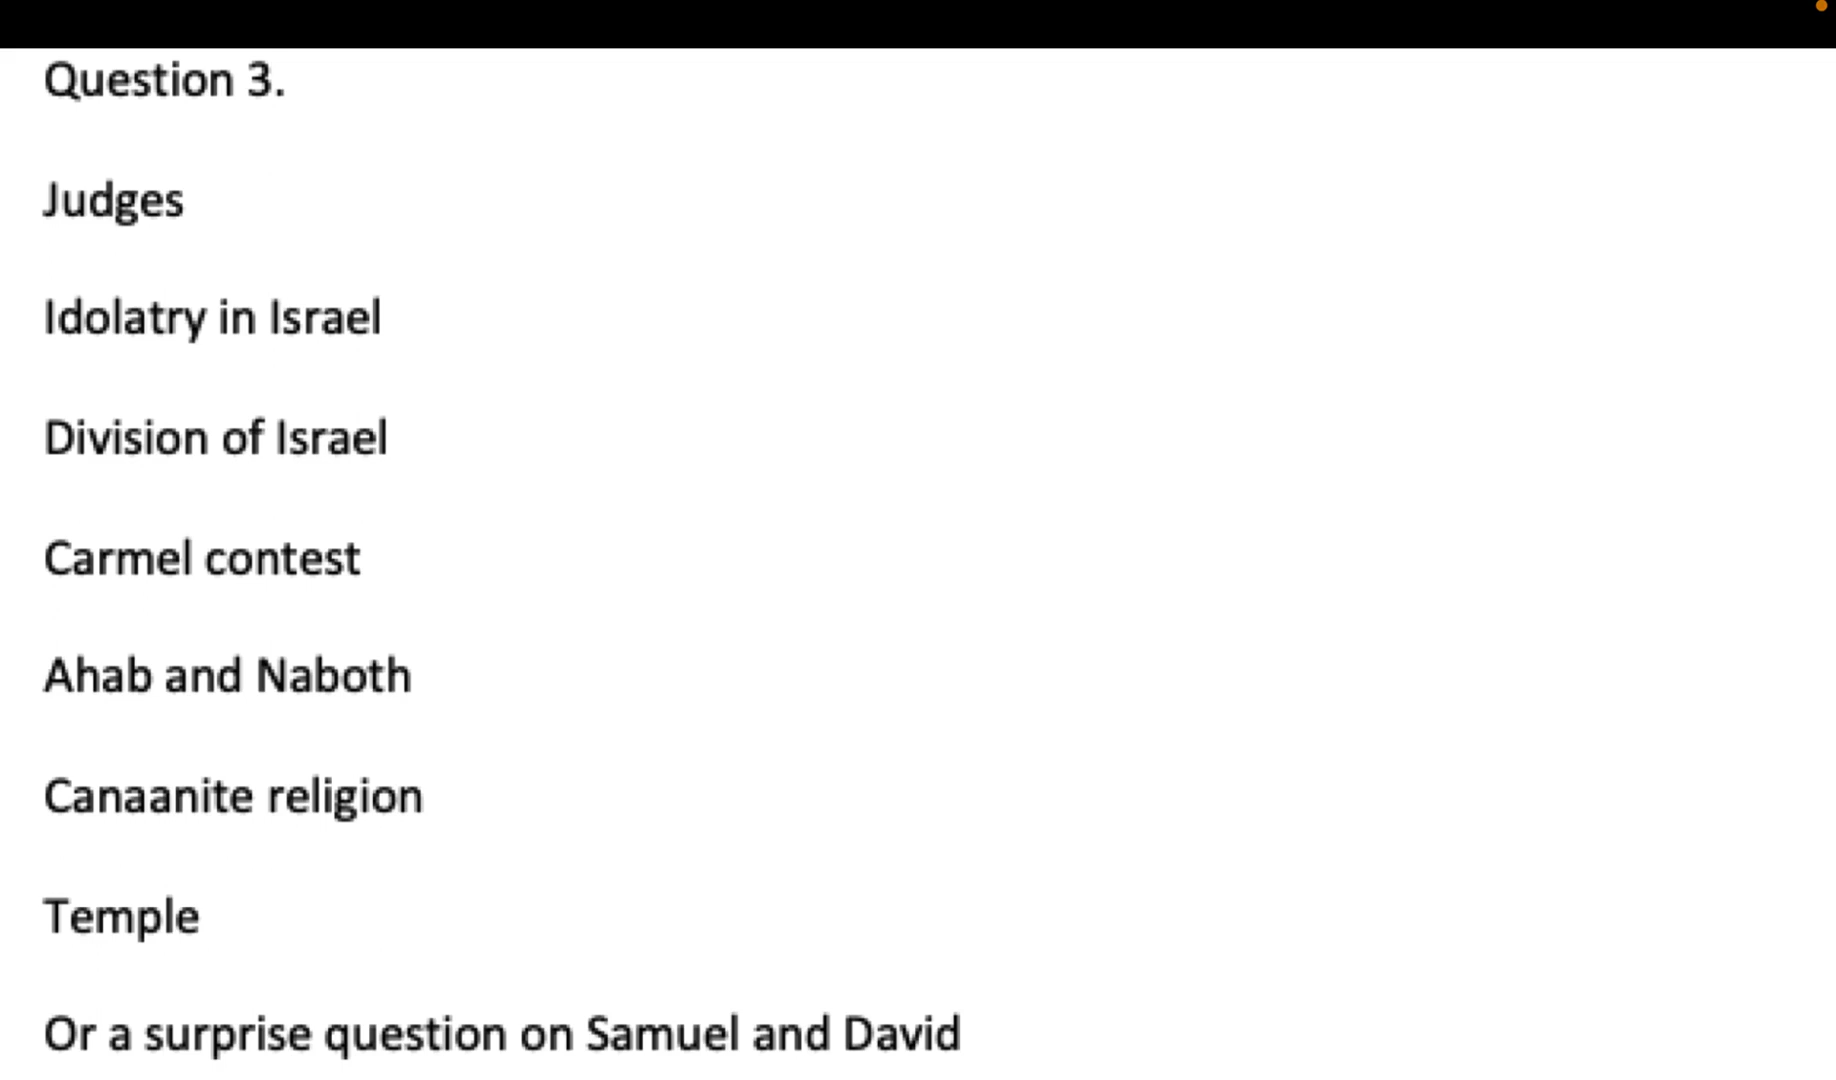 Question 3.
Judges
Idolatry in Israel
Division of Israel
Carmel contest
Ahab and Naboth
Canaanite religion
Temple
Or a surprise question on Samuel and David